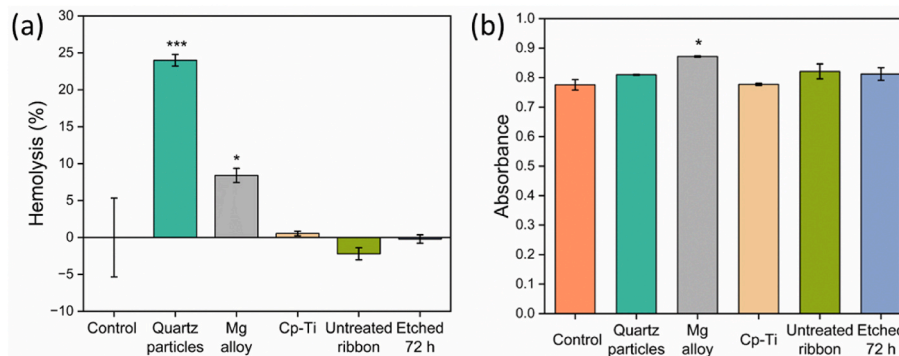 (a)
Hemolysis (%)
30
25
20
15
10
5
0
−5
−10
***
*
Control
Quartz particles
Mg alloy
Cp-Ti
Untreated ribbon
Etched 72 h
(b)
Absorbance
1.0
0.9
0.8
0.7
0.6
0.5
0.4
0.3
0.2
0.1
0.0
*
Control
Quartz particles
Mg alloy
Cp-Ti
Untreated ribbon
Etched 72 h